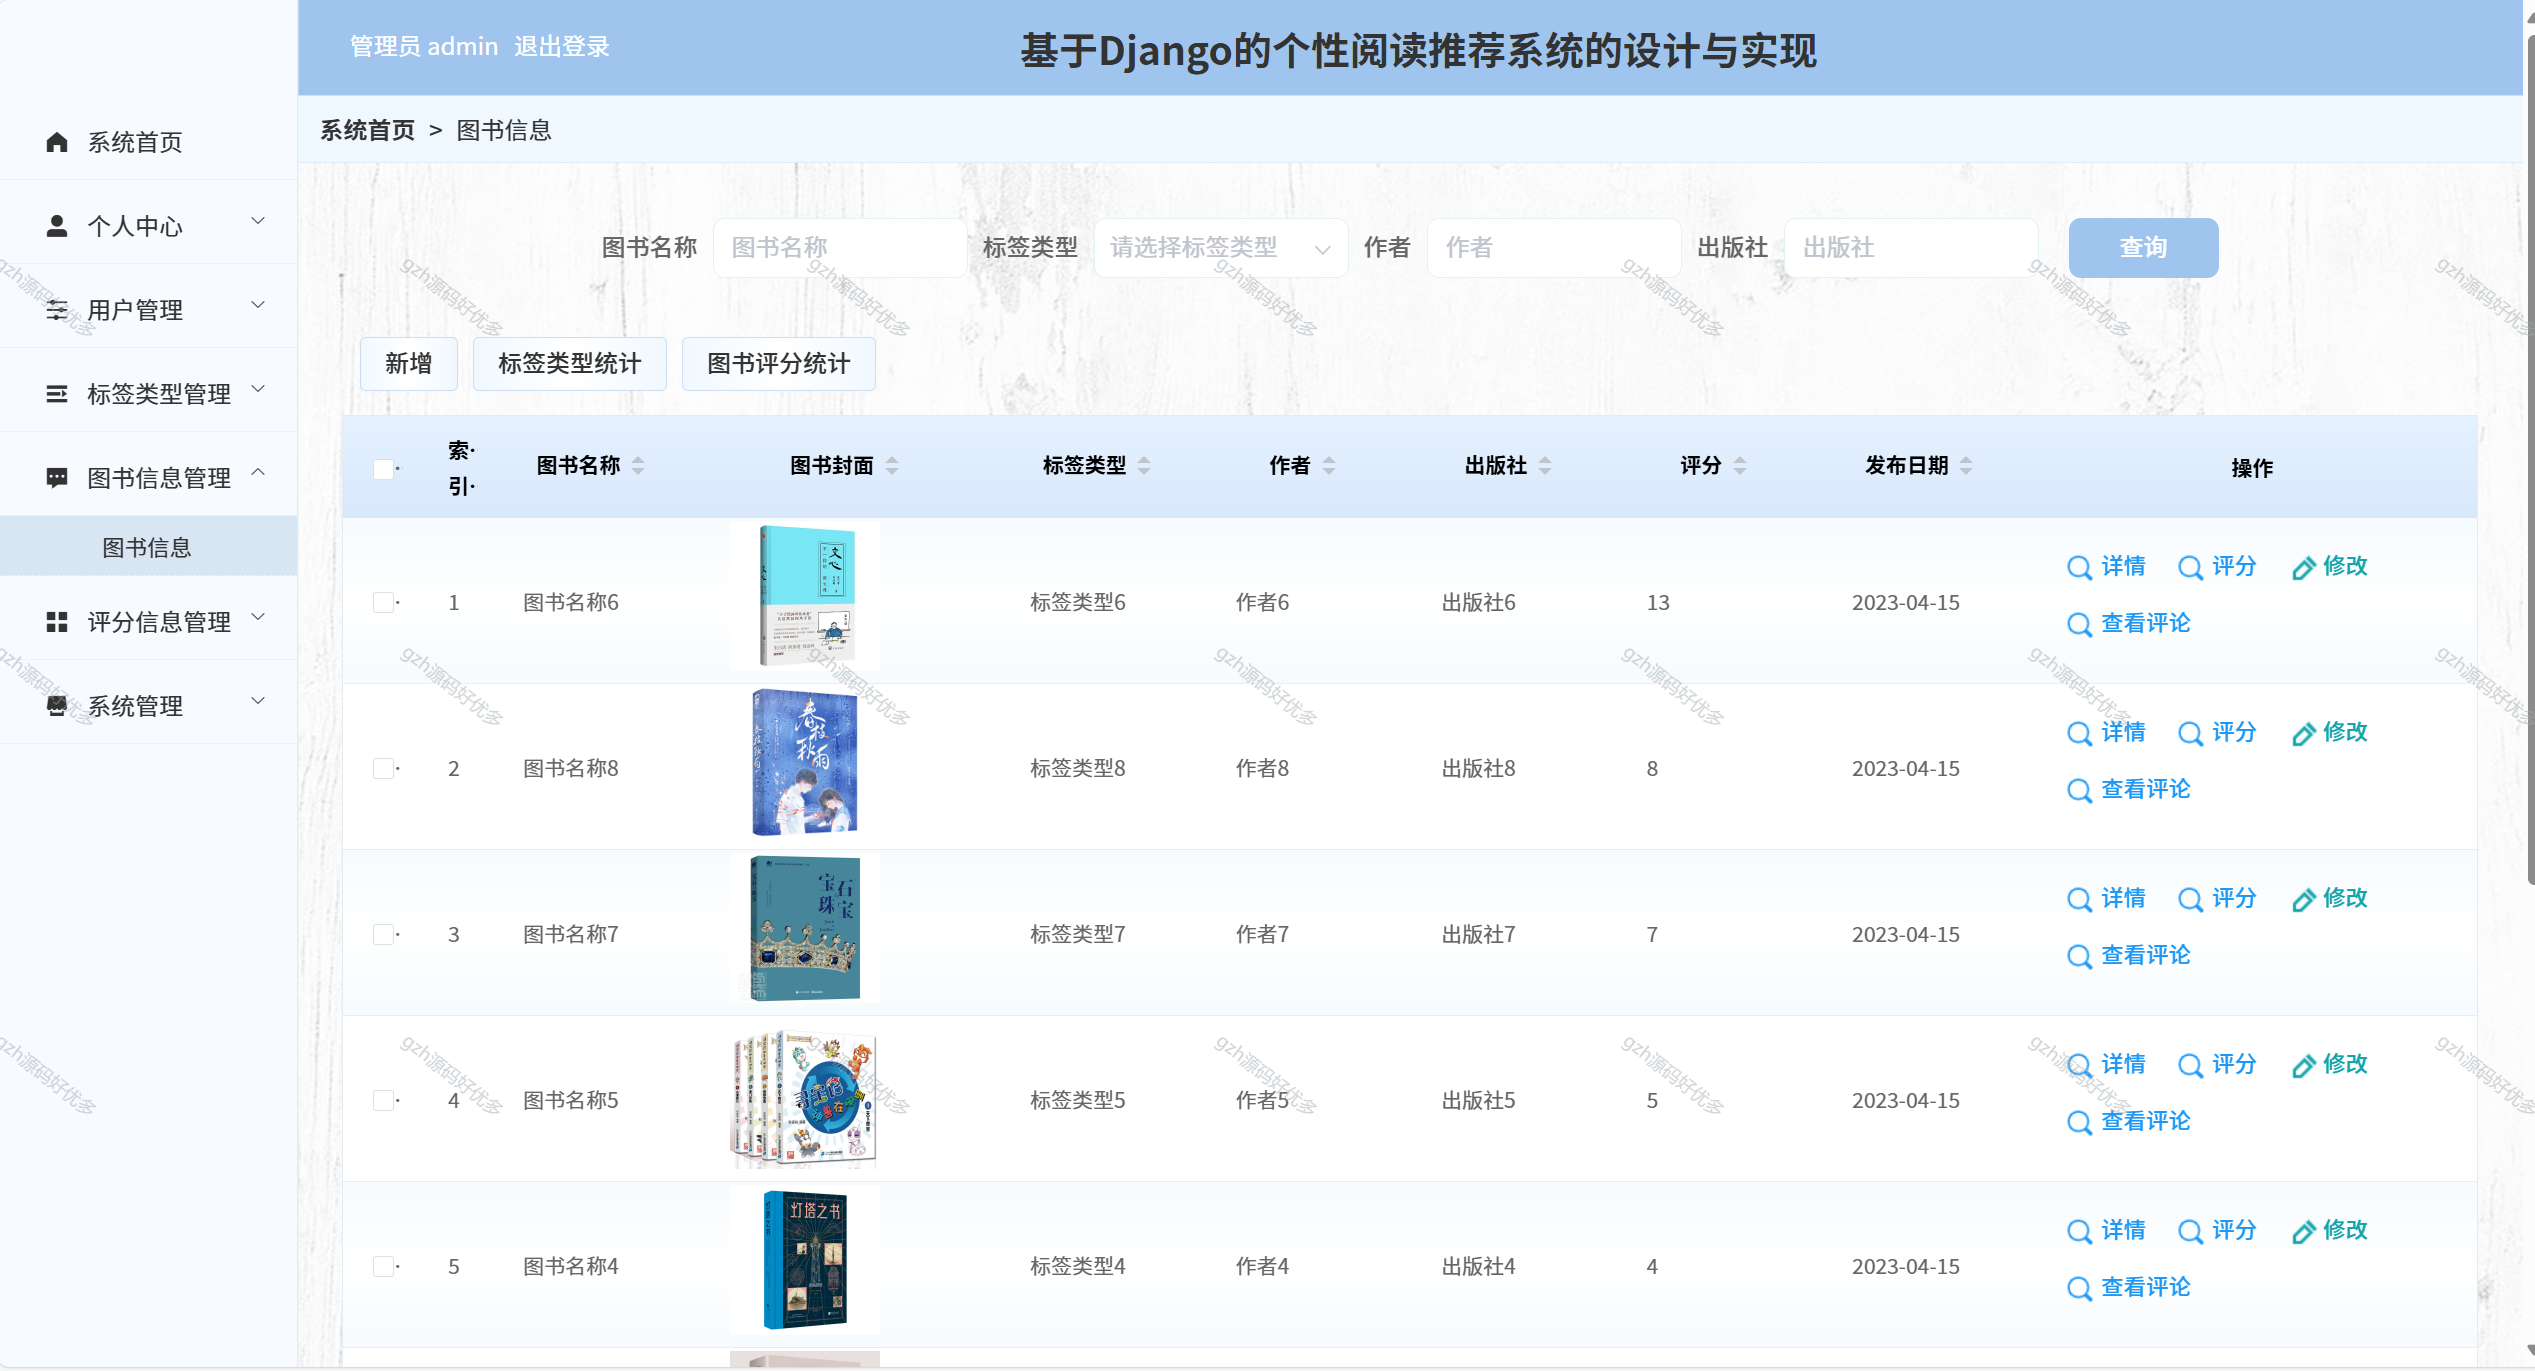 管理员 admin 退出登录
基于Django的个性阅读推荐系统的设计与实现
系统首页
个人中心
用户管理
标签类型管理
图书信息管理
图书信息
评分信息管理
系统管理
系统首页 > 图书信息
图书名称 图书名称 标签类型 请选择标签类型 作者 作者 出版社 出版社 查询
新增 标签类型统计 图书评分统计
索引 图书名称 图书封面 标签类型 作者 出版社 评分 发布日期 操作
1 图书名称6 标签类型6 作者6 出版社6 13 2023-04-15 详情 评分 修改
查看评论
文心
2 图书名称8 标签类型8 作者8 出版社8 8 2023-04-15 详情 评分 修改
查看评论
春枝秋雨
3 图书名称7 标签类型7 作者7 出版社7 7 2023-04-15 详情 评分 修改
查看评论
宝石
珠宝
4 图书名称5 标签类型5 作者5 出版社5 5 2023-04-15 详情 评分 修改
查看评论
5 图书名称4 标签类型4 作者4 出版社4 4 2023-04-15 详情 评分 修改
查看评论
灯塔之书
gzh源码好优多